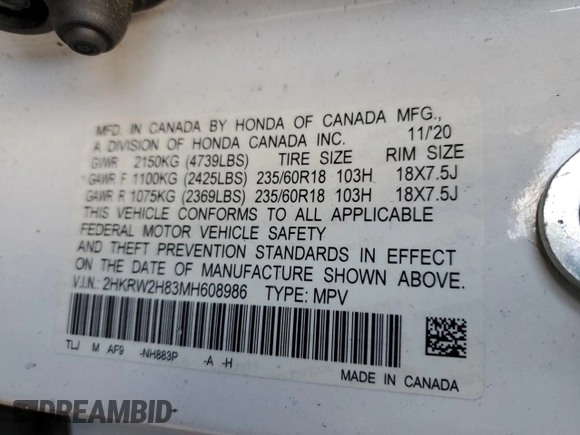 MFD. IN CANADA BY HONDA OF CANADA MFG.,
A DIVISION OF HONDA CANADA INC. 11/'20
GVWR 2150KG (4739LBS) TIRE SIZE RIM SIZE
GAWR F 1100KG (2425LBS) 235/60R18 103H 18X7.5J
GAWR R 1075KG (2369LBS) 235/60R18 103H 18X7.5J
THIS VEHICLE CONFORMS TO ALL APPLICABLE
FEDERAL MOTOR VEHICLE SAFETY
AND THEFT PREVENTION STANDARDS IN EFFECT
ON THE DATE OF MANUFACTURE SHOWN ABOVE.
V.I.N.: 2HKRW2H83MH608986 TYPE: MPV
TLJ M AF9 -NH883P -A -H
MADE IN CANADA
DREAMBID